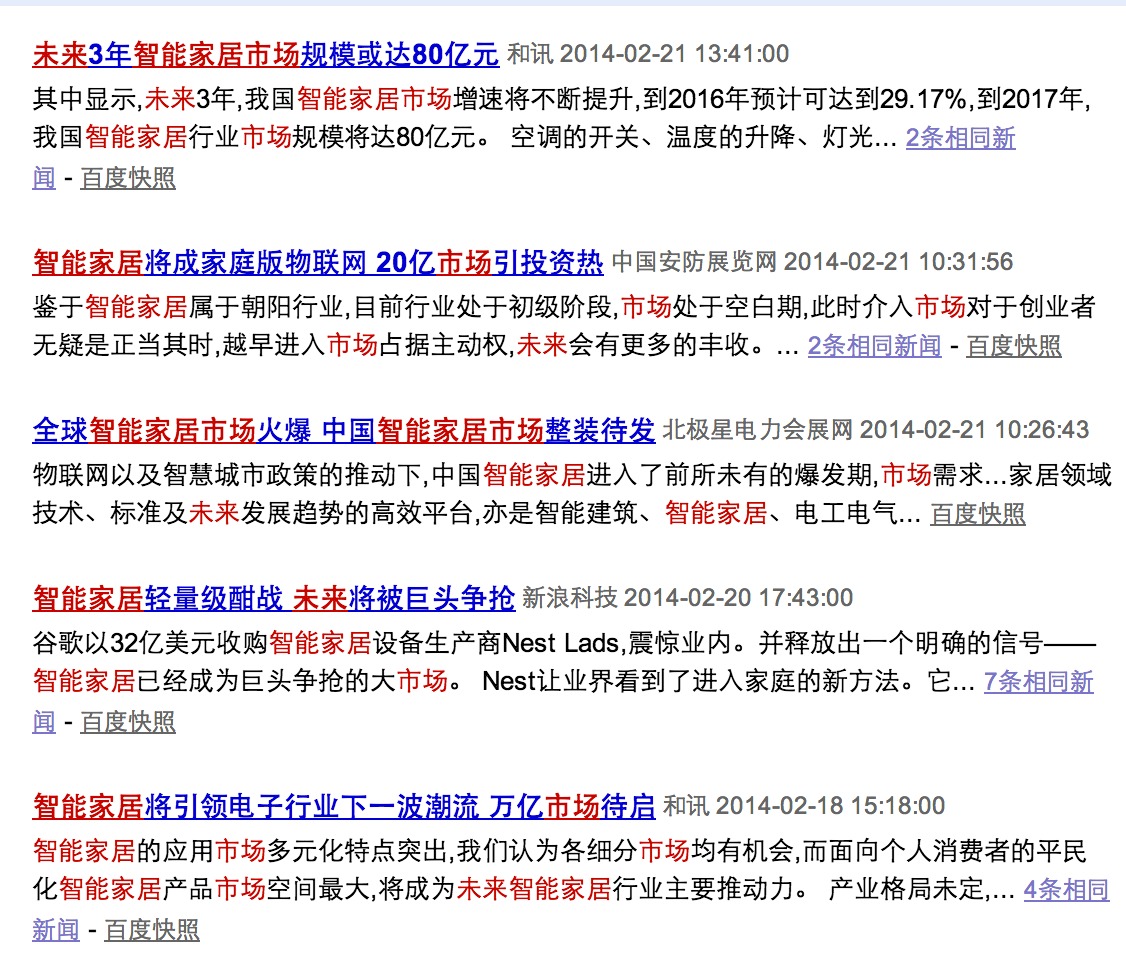 未来3年智能家居市场规模或达80亿元 和讯 2014-02-21 13:41:00
其中显示,未来3年,我国智能家居市场增速将不断提升,到2016年预计可达到29.17%,到2017年,
我国智能家居行业市场规模将达80亿元。 空调的开关、温度的升降、灯光... 2条相同新
闻 - 百度快照
智能家居将成家庭版物联网 20亿市场引投资热 中国安防展览网 2014-02-21 10:31:56
鉴于智能家居属于朝阳行业,目前行业处于初级阶段,市场处于空白期,此时介入市场对于创业者
无疑是正当其时,越早进入市场占据主动权,未来会有更多的丰收。... 2条相同新闻 - 百度快照
全球智能家居市场火爆 中国智能家居市场整装待发 北极星电力会展网 2014-02-21 10:26:43
物联网以及智慧城市政策的推动下,中国智能家居进入了前所未有的爆发期,市场需求...家居领域
技术、标准及未来发展趋势的高效平台,亦是智能建筑、智能家居、电工电气... 百度快照
智能家居轻量级酣战 未来将被巨头争抢 新浪科技 2014-02-20 17:43:00
谷歌以32亿美元收购智能家居设备生产商Nest Lads,震惊业内。并释放出一个明确的信号——
智能家居已经成为巨头争抢的大市场。 Nest让业界看到了进入家庭的新方法。它... 7条相同新
闻 - 百度快照
智能家居将引领电子行业下一波潮流 万亿市场待启 和讯 2014-02-18 15:18:00
智能家居的应用市场多元化特点突出,我们认为各细分市场均有机会,而面向个人消费者的平民
化智能家居产品市场空间最大,将成为未来智能家居行业主要推动力。 产业格局未定,... 4条相同
新闻 - 百度快照